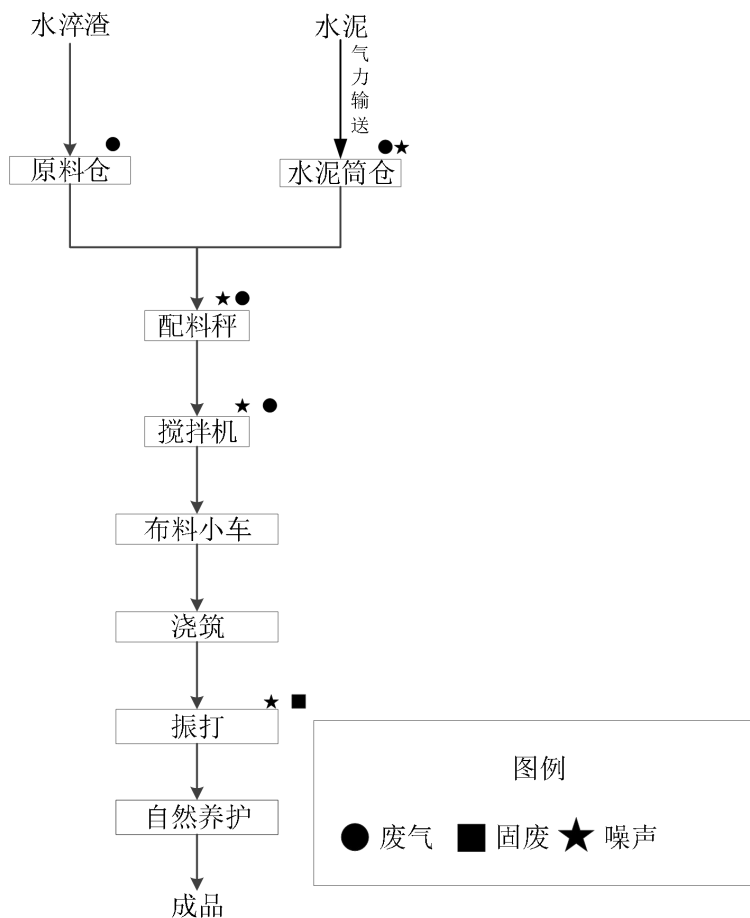 水淬渣
水泥
气力输送
原料仓
水泥筒仓
配料秤
搅拌机
布料小车
浇筑
振打
自然养护
成品
图例
废气 固废 噪声